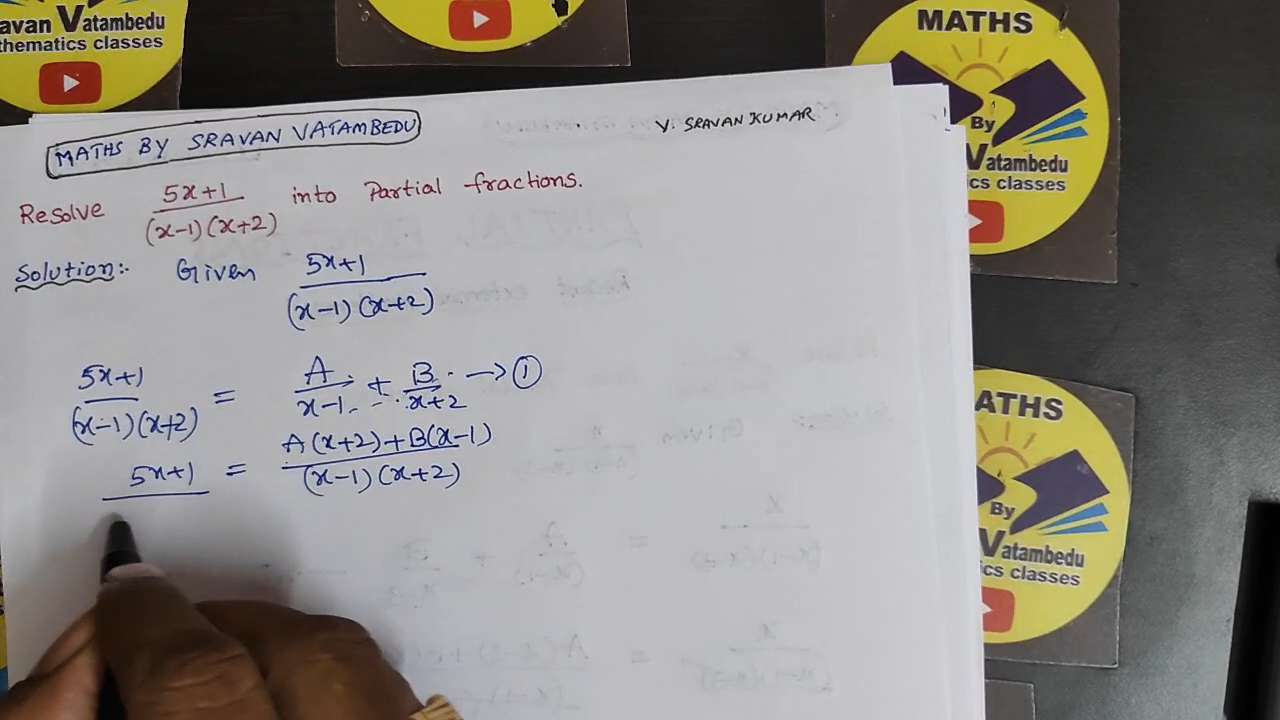 avan Vatambedu
thematics classes
MATHS
By
Vatambedu
ics classes
MATHS BY SRAVAN VATAMBEDU
V. SRAVAN KUMAR
Resolve (5x+1)/((x-1)(x+2)) into Partial fractions.
Solution:- Given (5x+1)/((x-1)(x+2))
(5x+1)/((x-1)(x+2)) = A/(x-1) + B/(x+2) → ①
5x+1 = (A(x+2)+B(x-1))/((x-1)(x+2))
ATHS
By
Vatambedu
ics classes